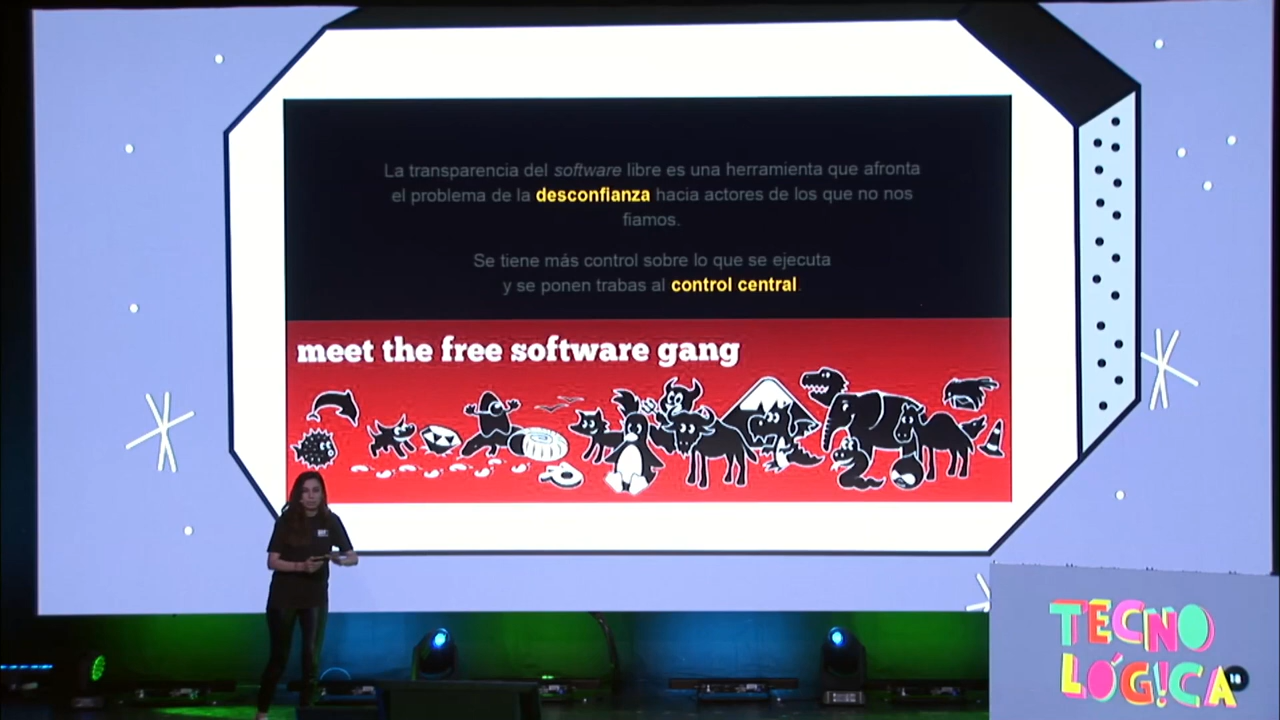 La transparencia del software libre es una herramienta que afronta
el problema de la desconfianza hacia actores de los que no nos
fiamos.
Se tiene más control sobre lo que se ejecuta
y se ponen trabas al control central.
meet the free software gang
TECNO
LÓG!CA